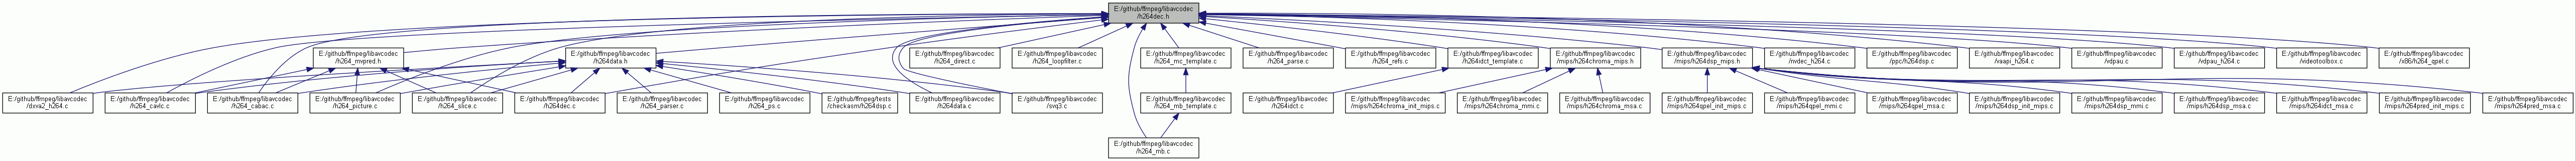 E:/github/ffmpeg/libavcodec
/h264dec.h
E:/github/ffmpeg/libavcodec
/h264_mvpred.h
E:/github/ffmpeg/libavcodec
/h264data.h
E:/github/ffmpeg/libavcodec
/h264_direct.c
E:/github/ffmpeg/libavcodec
/h264_loopfilter.c
E:/github/ffmpeg/libavcodec
/h264_mc_template.c
E:/github/ffmpeg/libavcodec
/h264_parse.c
E:/github/ffmpeg/libavcodec
/h264_refs.c
E:/github/ffmpeg/libavcodec
/h264idct_template.c
E:/github/ffmpeg/libavcodec
/mips/h264chroma_mips.h
E:/github/ffmpeg/libavcodec
/mips/h264dsp_mips.h
E:/github/ffmpeg/libavcodec
/nvdec_h264.c
E:/github/ffmpeg/libavcodec
/ppc/h264dsp.c
E:/github/ffmpeg/libavcodec
/vaapi_h264.c
E:/github/ffmpeg/libavcodec
/vdpau.c
E:/github/ffmpeg/libavcodec
/vdpau_h264.c
E:/github/ffmpeg/libavcodec
/videotoolbox.c
E:/github/ffmpeg/libavcodec
/x86/h264_qpel.c
E:/github/ffmpeg/libavcodec
/dxva2_h264.c
E:/github/ffmpeg/libavcodec
/h264_cavlc.c
E:/github/ffmpeg/libavcodec
/h264_cabac.c
E:/github/ffmpeg/libavcodec
/h264_picture.c
E:/github/ffmpeg/libavcodec
/h264_slice.c
E:/github/ffmpeg/libavcodec
/h264dec.c
E:/github/ffmpeg/libavcodec
/h264_parser.c
E:/github/ffmpeg/libavcodec
/h264_ps.c
E:/github/ffmpeg/tests
/checkasm/h264dsp.c
E:/github/ffmpeg/libavcodec
/h264data.c
E:/github/ffmpeg/libavcodec
/svq3.c
E:/github/ffmpeg/libavcodec
/h264_mb_template.c
E:/github/ffmpeg/libavcodec
/h264idct.c
E:/github/ffmpeg/libavcodec
/mips/h264chroma_init_mips.c
E:/github/ffmpeg/libavcodec
/mips/h264chroma_mmi.c
E:/github/ffmpeg/libavcodec
/mips/h264chroma_msa.c
E:/github/ffmpeg/libavcodec
/mips/h264qpel_init_mips.c
E:/github/ffmpeg/libavcodec
/mips/h264qpel_mmi.c
E:/github/ffmpeg/libavcodec
/mips/h264qpel_msa.c
E:/github/ffmpeg/libavcodec
/mips/h264dsp_init_mips.c
E:/github/ffmpeg/libavcodec
/mips/h264dsp_mmi.c
E:/github/ffmpeg/libavcodec
/mips/h264dsp_msa.c
E:/github/ffmpeg/libavcodec
/mips/h264idct_msa.c
E:/github/ffmpeg/libavcodec
/mips/h264pred_init_mips.c
E:/github/ffmpeg/libavcodec
/mips/h264pred_msa.c
E:/github/ffmpeg/libavcodec
/h264_mb.c